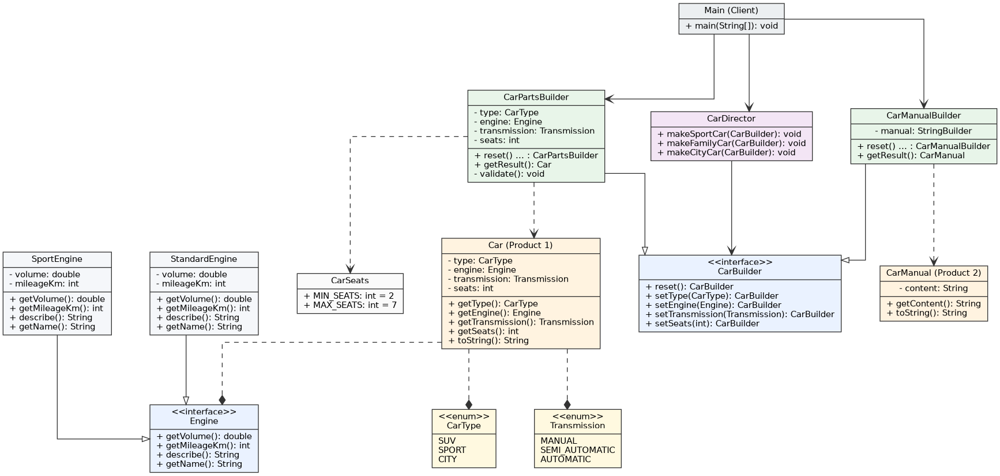 Main (Client)
+ main(String[]): void
CarPartsBuilder
- type: CarType
- engine: Engine
- transmission: Transmission
- seats: int
+ reset() ... : CarPartsBuilder
+ getResult(): Car
- validate(): void
CarDirector
+ makeSportCar(CarBuilder): void
+ makeFamilyCar(CarBuilder): void
+ makeCityCar(CarBuilder): void
CarManualBuilder
- manual: StringBuilder
+ reset() ... : CarManualBuilder
+ getResult(): CarManual
SportEngine
- volume: double
- mileageKm: int
+ getVolume(): double
+ getMileageKm(): int
+ describe(): String
+ getName(): String
StandardEngine
- volume: double
- mileageKm: int
+ getVolume(): double
+ getMileageKm(): int
+ describe(): String
+ getName(): String
CarSeats
+ MIN_SEATS: int = 2
+ MAX_SEATS: int = 7
Car (Product 1)
- type: CarType
- engine: Engine
- transmission: Transmission
- seats: int
+ getType(): CarType
+ getEngine(): Engine
+ getTransmission(): Transmission
+ getSeats(): int
+ toString(): String
<<interface>>
CarBuilder
+ reset(): CarBuilder
+ setType(CarType): CarBuilder
+ setEngine(Engine): CarBuilder
+ setTransmission(Transmission): CarBuilder
+ setSeats(int): CarBuilder
CarManual (Product 2)
- content: String
+ getContent(): String
+ toString(): String
<<interface>>
Engine
+ getVolume(): double
+ getMileageKm(): int
+ describe(): String
+ getName(): String
<<enum>>
CarType
SUV
SPORT
CITY
<<enum>>
Transmission
MANUAL
SEMI_AUTOMATIC
AUTOMATIC